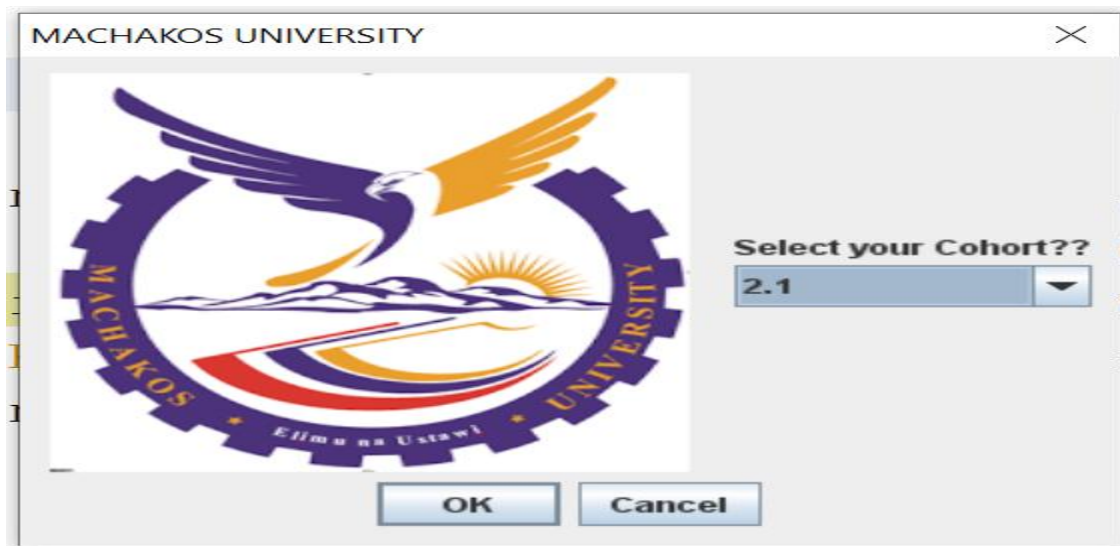 MACHAKOS UNIVERSITY
MACHAKOS
UNIVERSITY
Elimu na Ustawi
Select your Cohort??
2.1
OK
Cancel